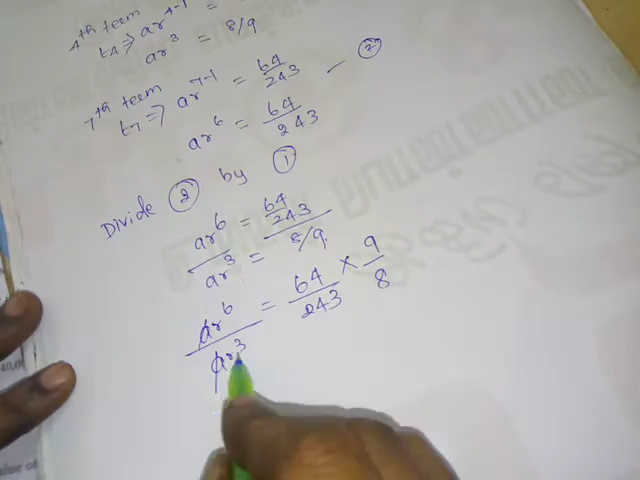 4th term
t4 ⇒ ar^4-1 =
ar^3 = 8/9
7th term
t7 ⇒ ar^7-1 = 64/243 — ②
ar^6 = 64/243
Divide ② by ①
ar^6/ar^3 = 64/243 / 8/9
ar^6/ar^3 = 64/243 × 9/8